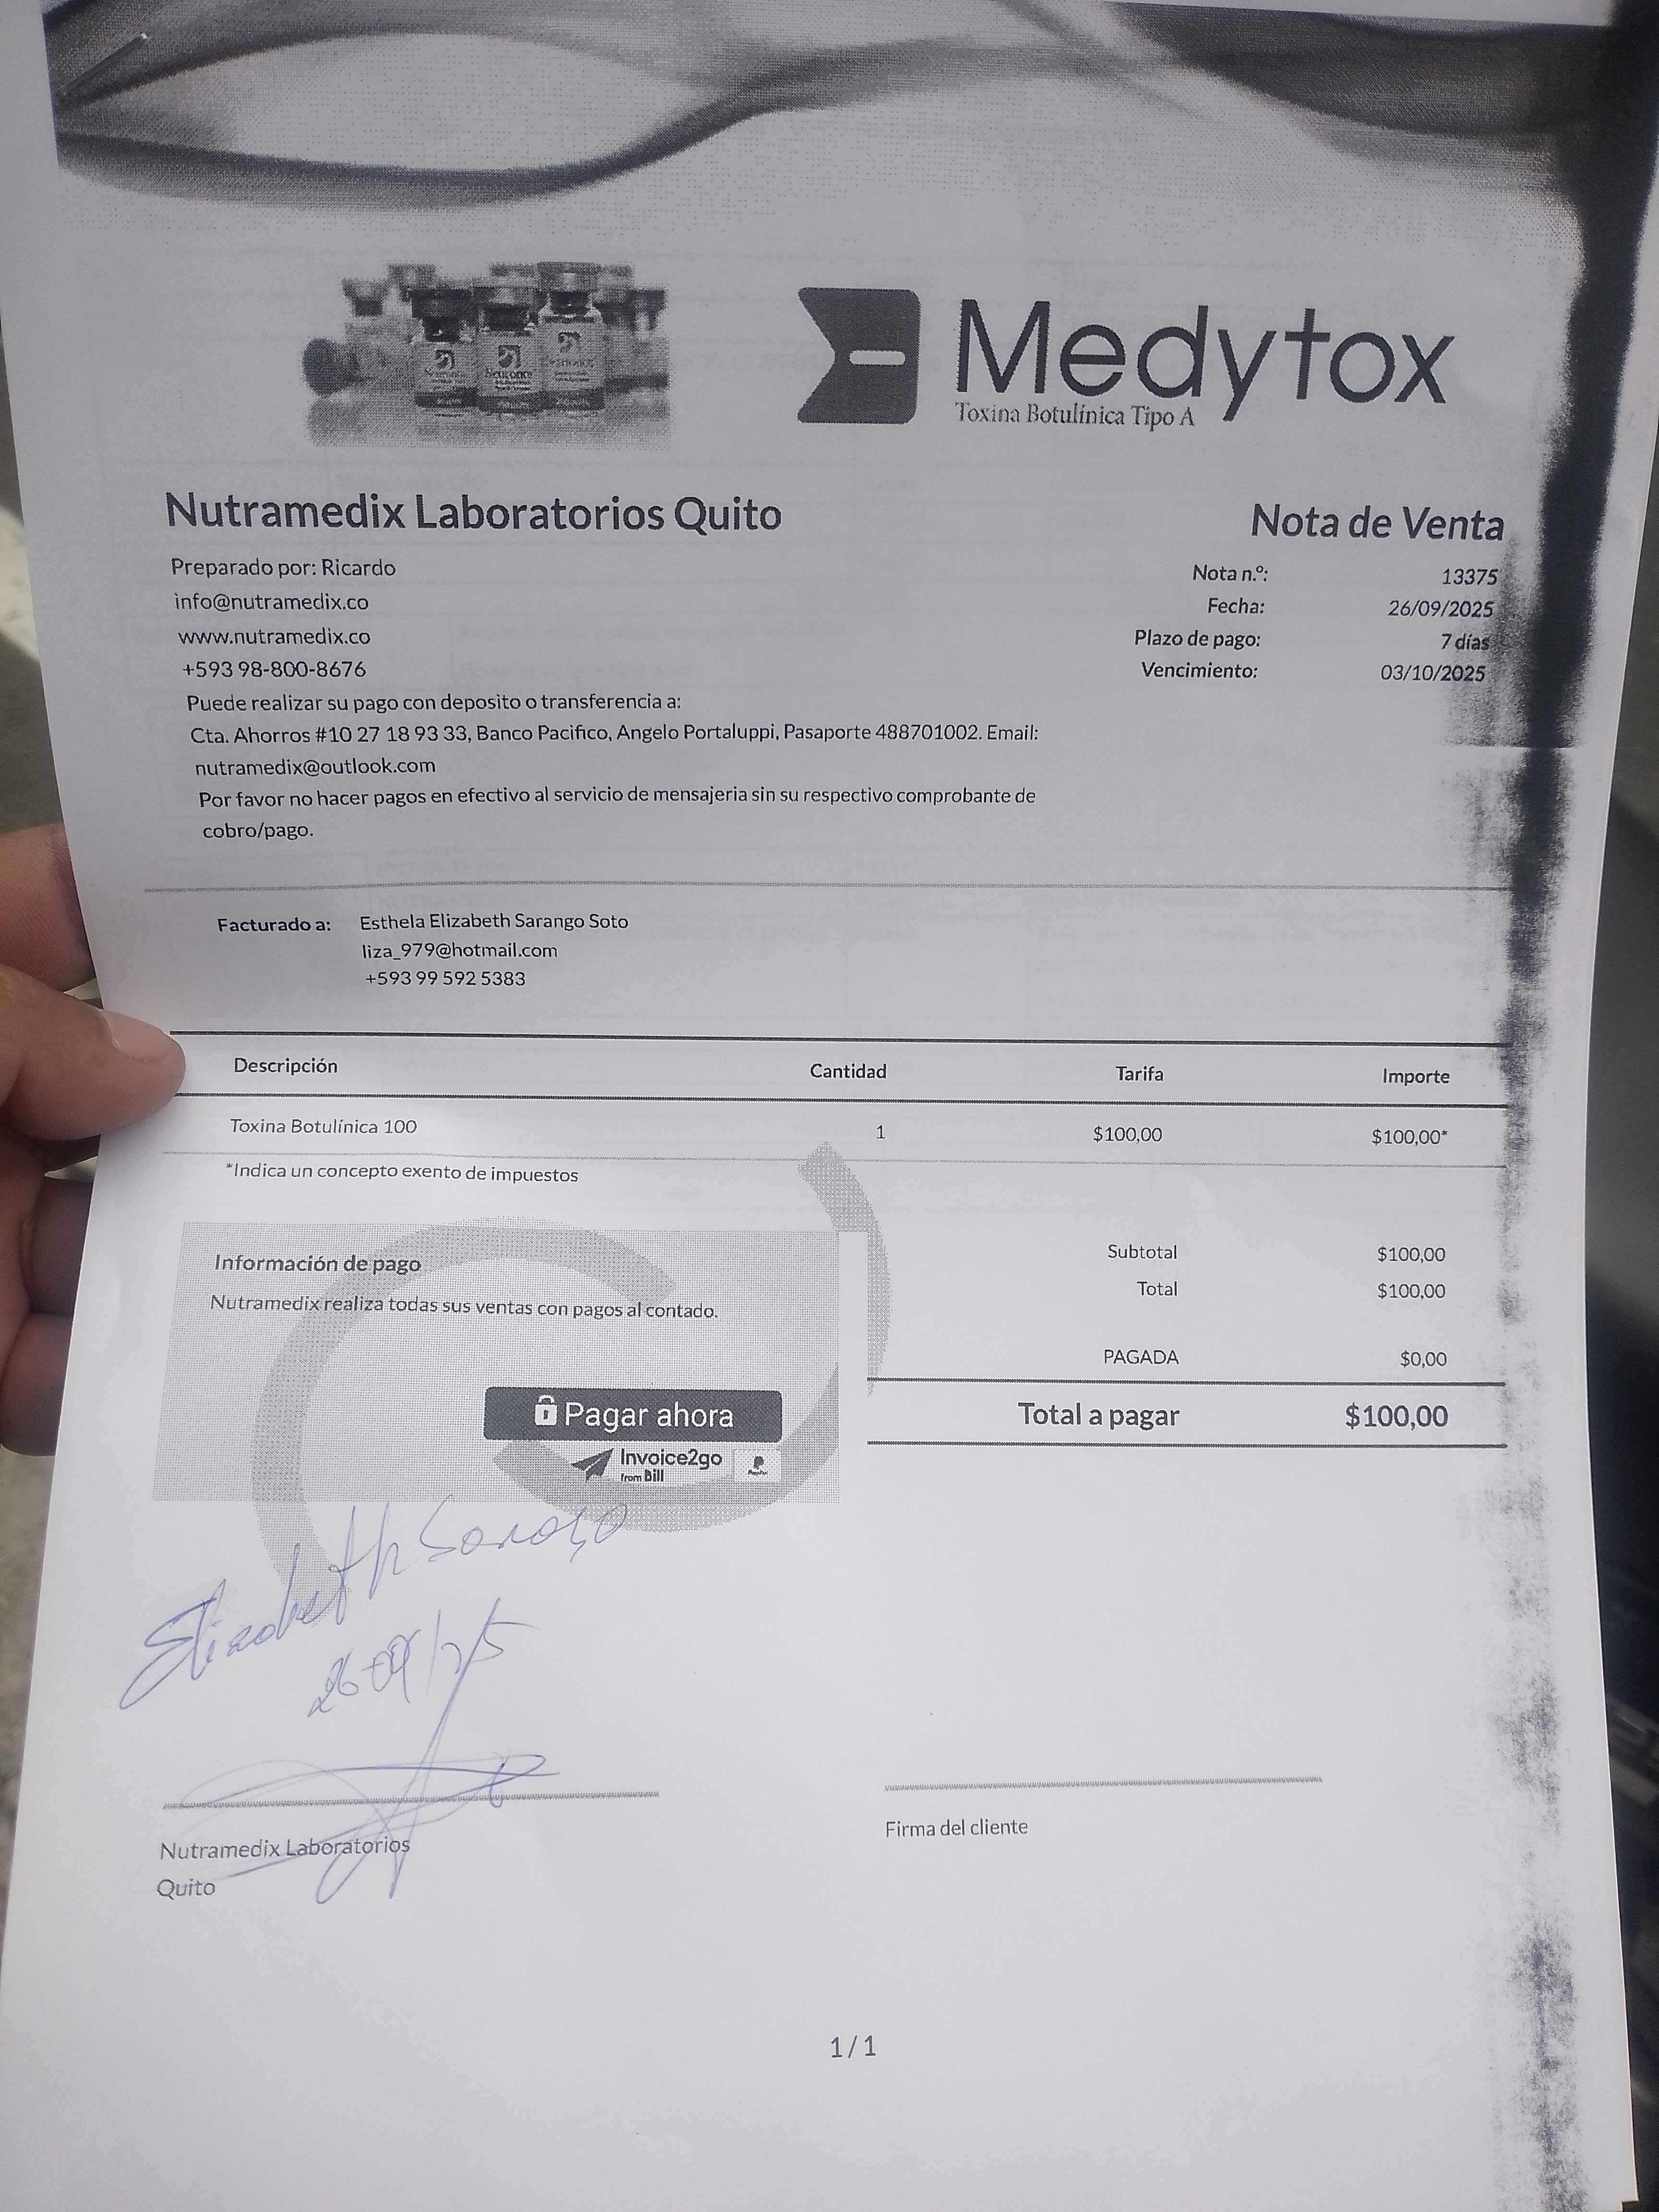 Medytox
Toxina Botulínica Tipo A
Nutramedix Laboratorios Quito
Preparado por: Ricardo
info@nutramedix.co
www.nutramedix.co
+593 98-800-8676
Puede realizar su pago con deposito o transferencia a:
Cta. Ahorros #10 27 18 93 33, Banco Pacifico, Angelo Portaluppi, Pasaporte 488701002. Email:
nutramedix@outlook.com
Por favor no hacer pagos en efectivo al servicio de mensajeria sin su respectivo comprobante de
cobro/pago.
Nota de Venta
Nota n.º: 13375
Fecha: 26/09/2025
Plazo de pago: 7 días
Vencimiento: 03/10/2025
Facturado a: Esthela Elizabeth Sarango Soto
liza_979@hotmail.com
+593 99 592 5383
Descripción Cantidad Tarifa Importe
Toxina Botulínica 100 1 $100,00 $100,00*
*Indica un concepto exento de impuestos
Información de pago
Nutramedix realiza todas sus ventas con pagos al contado.
Pagar ahora
Invoice2go
from Bill
PayPal
Subtotal $100,00
Total $100,00
PAGADA $0,00
Total a pagar $100,00
Elizabeth Sarango
26-09/25
Nutramedix Laboratorios
Quito
Firma del cliente
1 / 1